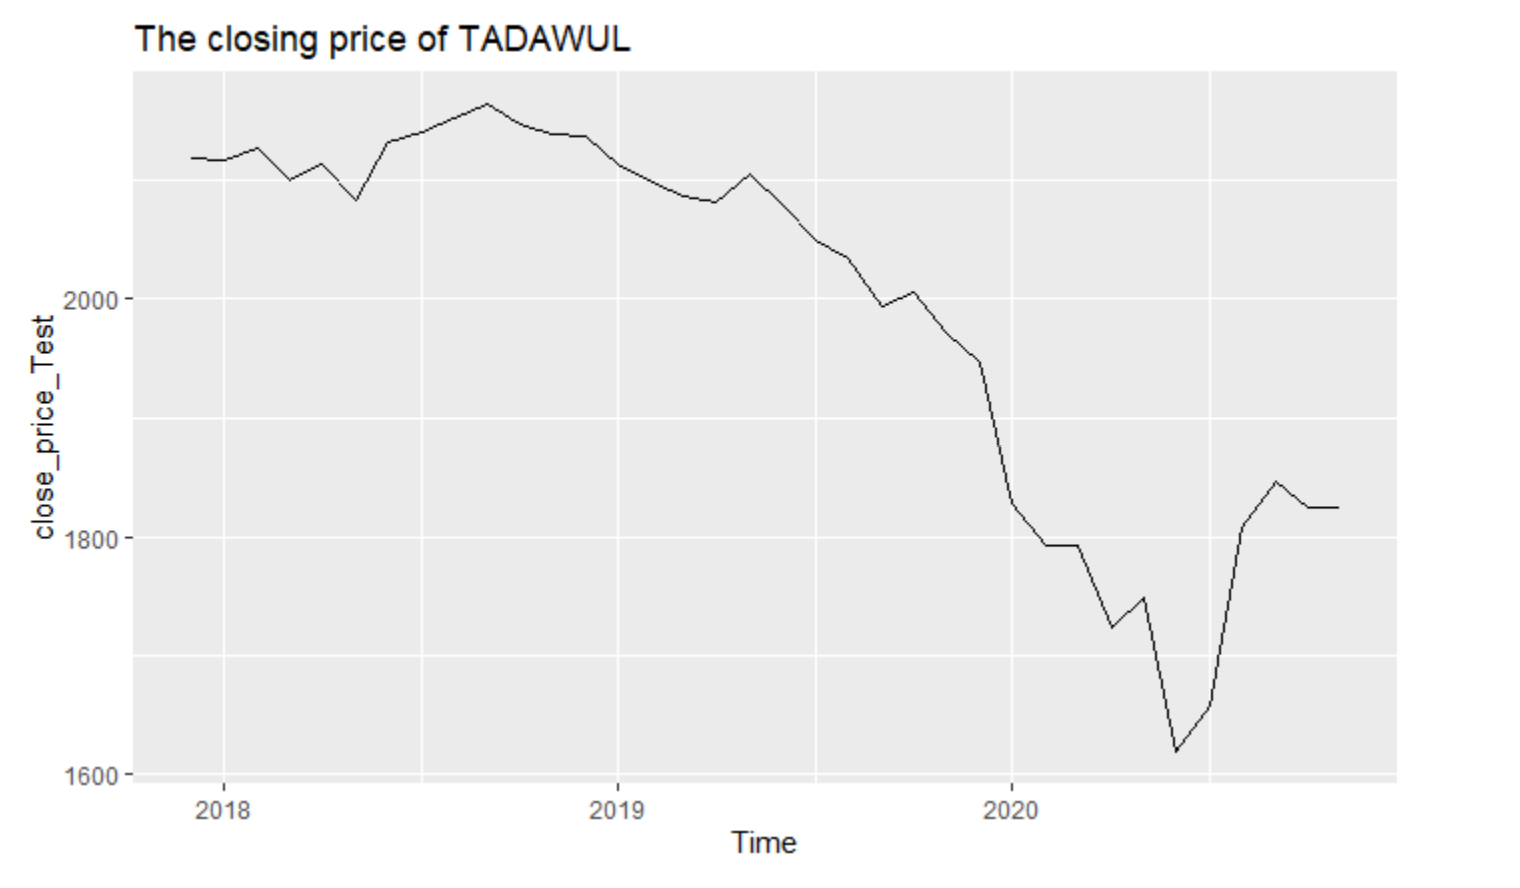 The closing price of TADAWUL
close_price_Test
2000
1800
1600
2018
2019
2020
Time